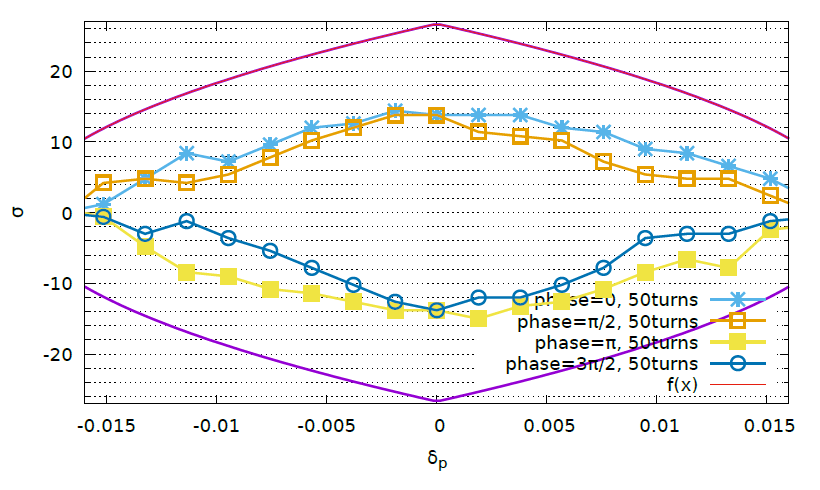 20
10
0
-10
-20
σ
phase=0, 50turns
phase=π/2, 50turns
phase=π, 50turns
phase=3π/2, 50turns
f(x)
-0.015 -0.01 -0.005 0 0.005 0.01 0.015
δp